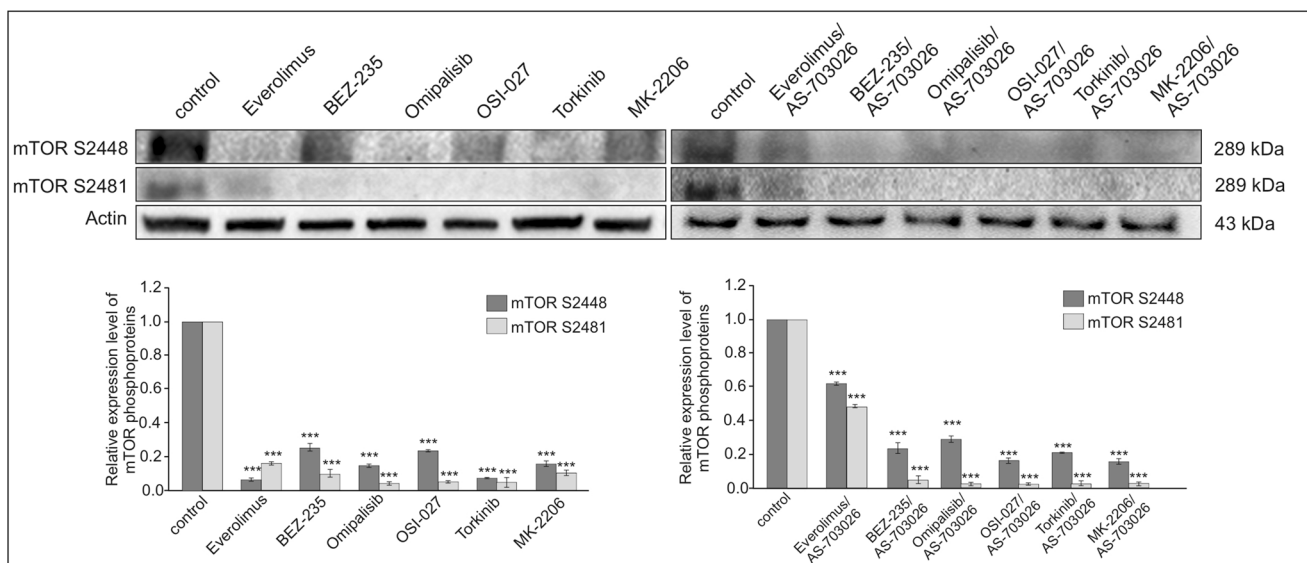 control
Everolimus
BEZ-235
Omipalisib
OSI-027
Torkinib
MK-2206
control
Everolimus/
AS-703026
BEZ-235/
AS-703026
Omipalisib/
AS-703026
OSI-027/
AS-703026
Torkinib/
AS-703026
MK-2206/
AS-703026
mTOR S2448
289 kDa
mTOR S2481
289 kDa
Actin
43 kDa
Relative expression level of
mTOR phosphoproteins
1.2
1.0
0.8
0.6
0.4
0.2
0.0
mTOR S2448
mTOR S2481
*** ***
*** ***
*** ***
*** ***
*** ***
*** ***
control
Everolimus
BEZ-235
Omipalisib
OSI-027
Torkinib
MK-2206
Relative expression level of
mTOR phosphoproteins
1.2
1.0
0.8
0.6
0.4
0.2
0.0
mTOR S2448
mTOR S2481
*** ***
*** ***
*** ***
*** ***
*** ***
*** ***
control
Everolimus/
AS-703026
BEZ-235/
AS-703026
Omipalisib/
AS-703026
OSI-027/
AS-703026
Torkinib/
AS-703026
MK-2206/
AS-703026